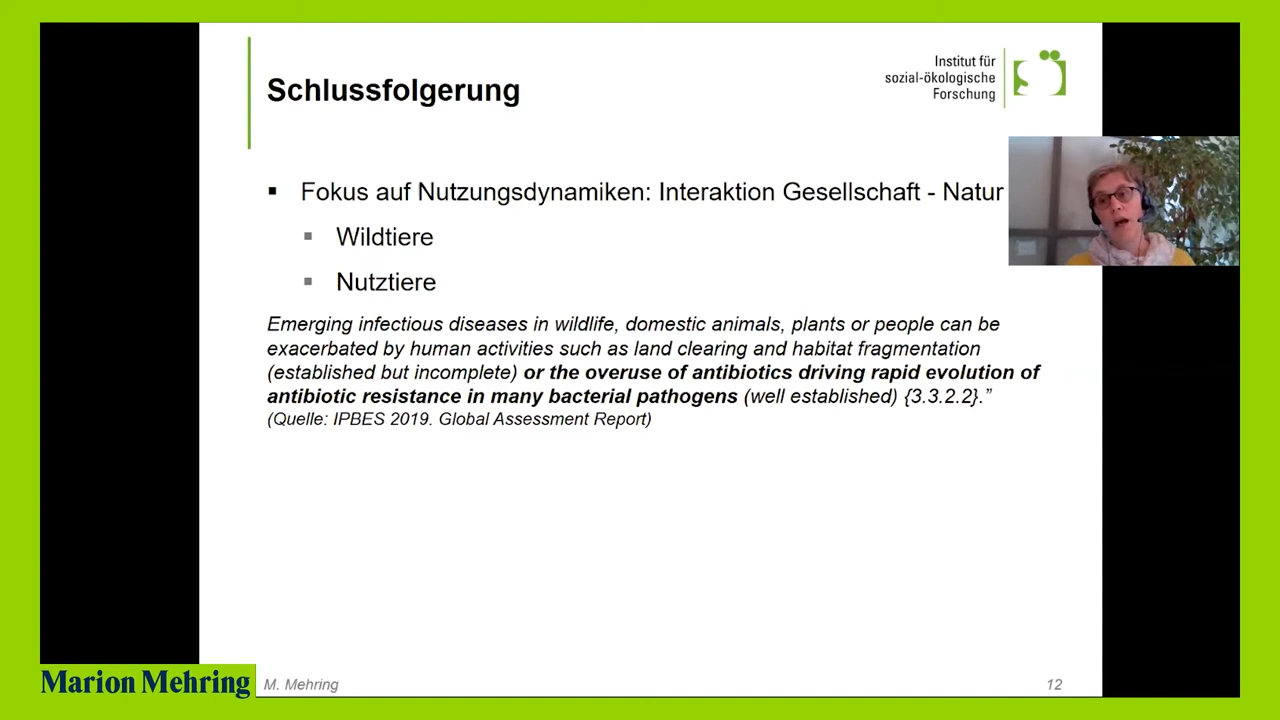 Schlussfolgerung
Institut für
sozial-ökologische
Forschung
Fokus auf Nutzungsdynamiken: Interaktion Gesellschaft - Natur
Wildtiere
Nutztiere
Emerging infectious diseases in wildlife, domestic animals, plants or people can be
exacerbated by human activities such as land clearing and habitat fragmentation
(established but incomplete) or the overuse of antibiotics driving rapid evolution of
antibiotic resistance in many bacterial pathogens (well established) {3.3.2.2}.”
(Quelle: IPBES 2019. Global Assessment Report)
Marion Mehring
M. Mehring
12